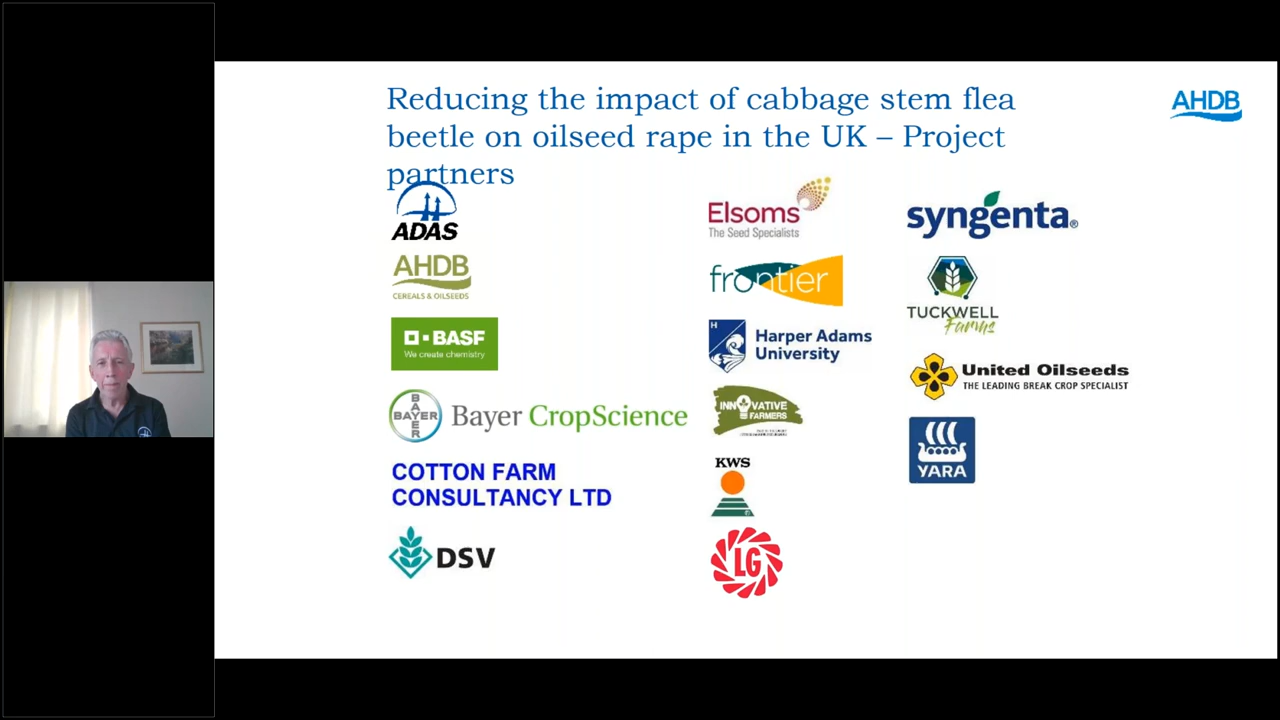 Reducing the impact of cabbage stem flea
beetle on oilseed rape in the UK – Project
partners
AHDB
ADAS
AHDB
CEREALS & OILSEEDS
BASF
We create chemistry
BAYER
BAYER
Bayer CropScience
COTTON FARM
CONSULTANCY LTD
DSV
Elsoms
The Seed Specialists
frontier
H
Harper Adams
University
INNOVATIVE
FARMERS
KWS
LG
syngenta®
TUCKWELL
Farms
United Oilseeds
THE LEADING BREAK CROP SPECIALIST
YARA